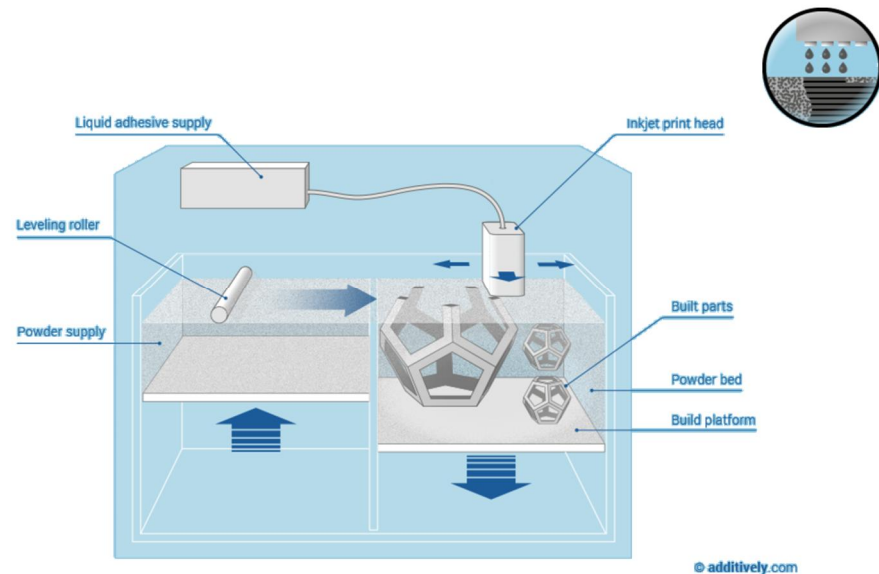 Liquid adhesive supply
Inkjet print head
Leveling roller
Powder supply
Built parts
Powder bed
Build platform
© additively.com